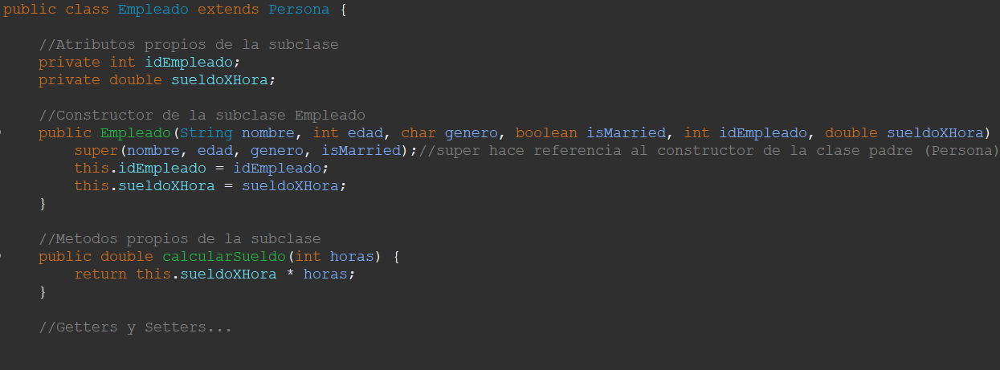 public class Empleado extends Persona {
//Atributos propios de la subclase
private int idEmpleado;
private double sueldoXHora;
//Constructor de la subclase Empleado
public Empleado(String nombre, int edad, char genero, boolean isMarried, int idEmpleado, double sueldoXHora)
super(nombre, edad, genero, isMarried);//super hace referencia al constructor de la clase padre (Persona)
this.idEmpleado = idEmpleado;
this.sueldoXHora = sueldoXHora;
}
//Metodos propios de la subclase
public double calcularSueldo(int horas) {
return this.sueldoXHora * horas;
}
//Getters y Setters...